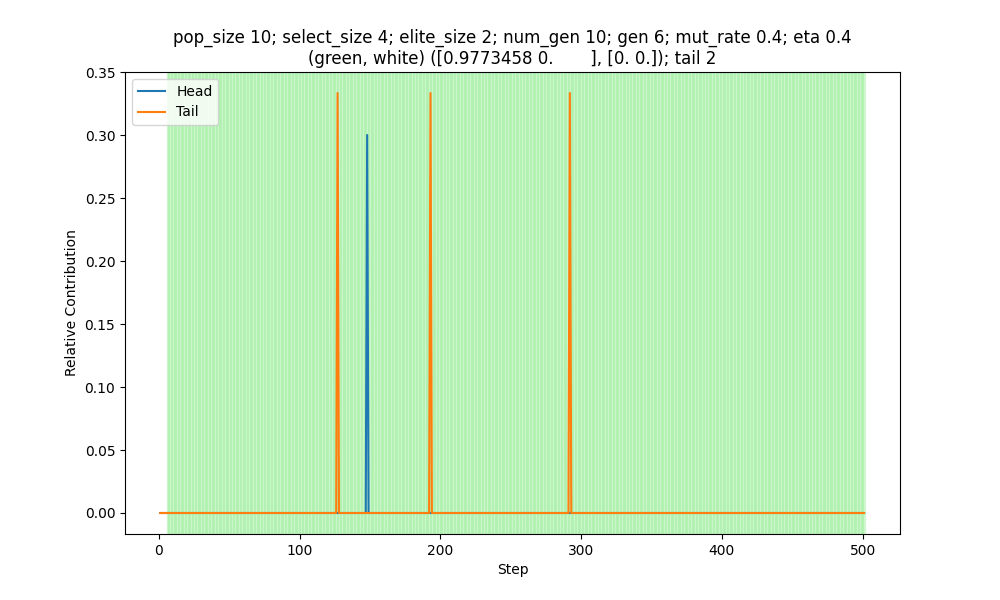 pop_size 10; select_size 4; elite_size 2; num_gen 10; gen 6; mut_rate 0.4; eta 0.4
(green, white) ([0.9773458 0.       ], [0. 0.]); tail 2
Head
Tail
0.35
0.30
0.25
0.20
0.15
0.10
0.05
0.00
Relative Contribution
0 100 200 300 400 500
Step